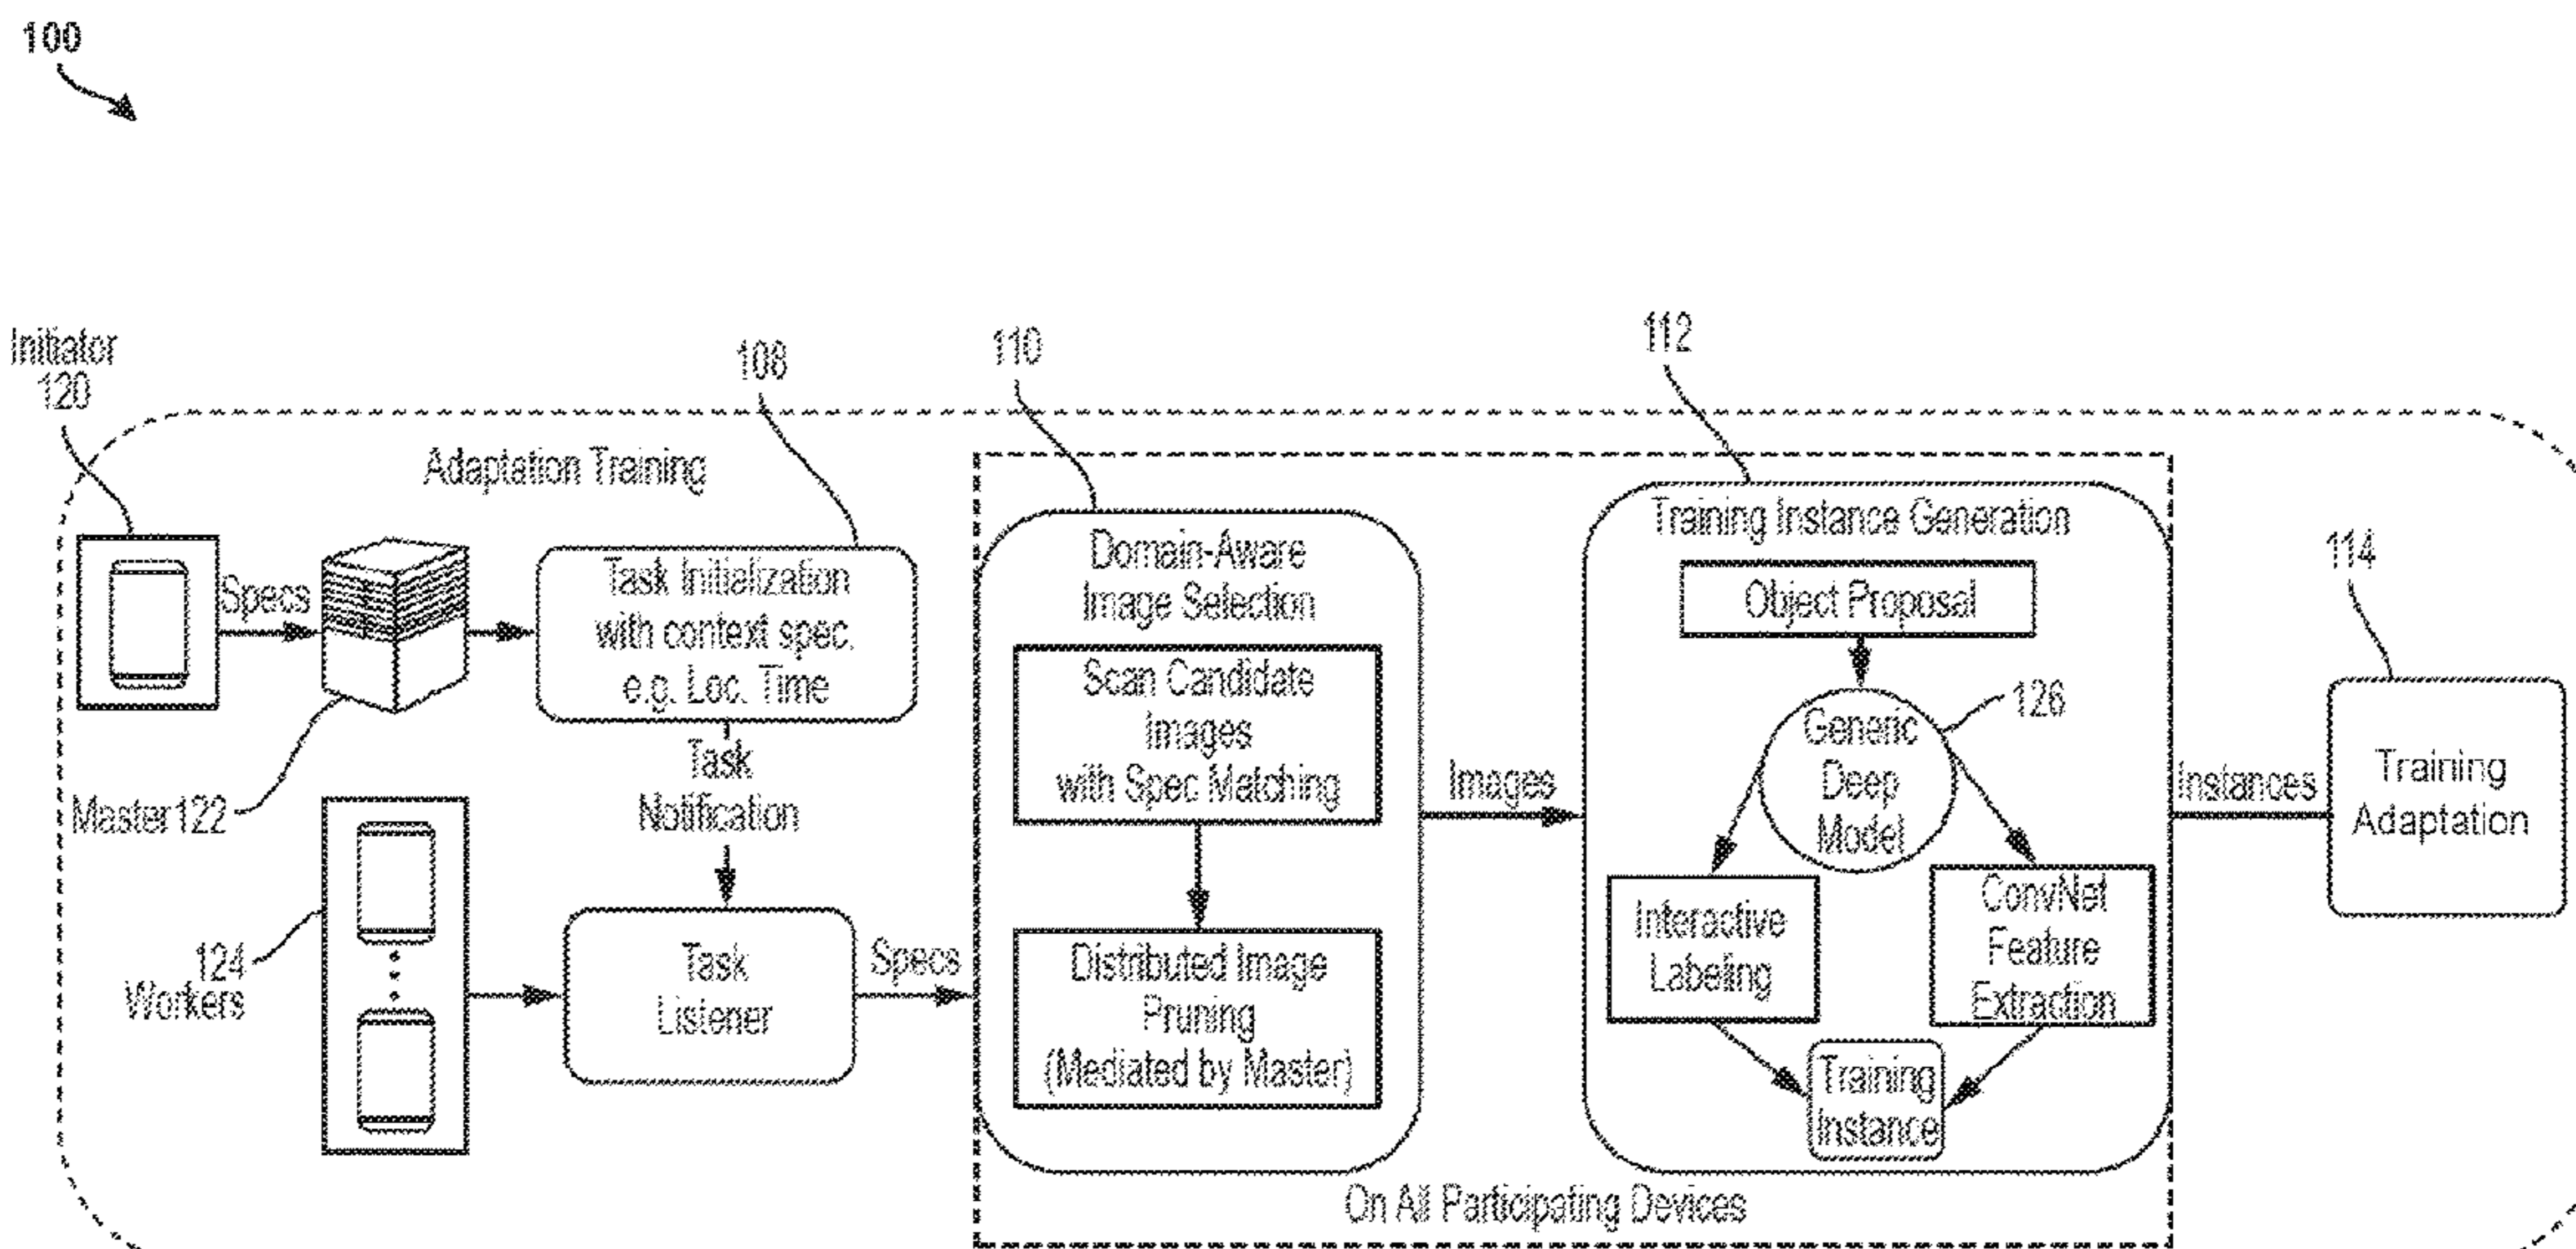 100
Initiator
120
108
110
112
Adaptation Training
Specs
Task Initialization
with context spec.
e.g. Loc. Time
Master122
Task
Notification
124
Workers
Task
Listener
Specs
Domain-Aware
Image Selection
Scan Candidate
Images
with Spec Matching
Distributed Image
Pruning
(Mediated by Master)
Images
Training Instance Generation
Object Proposal
126
Generic
Deep
Model
Interactive
Labeling
ConvNet
Feature
Extraction
Training
Instance
On All Participating Devices
Instances
114
Training
Adaptation